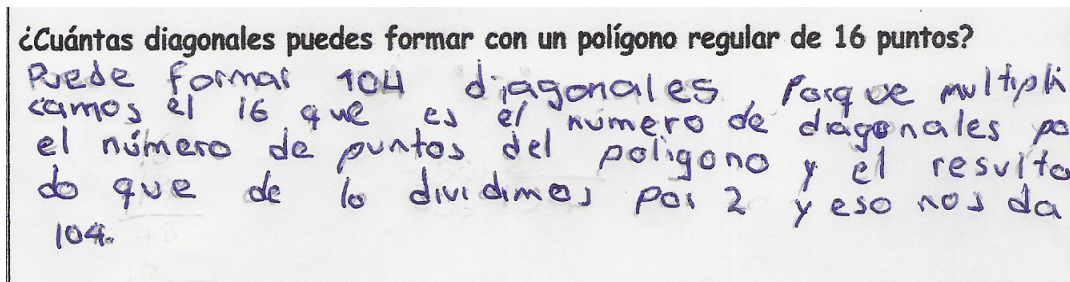 ¿Cuántas diagonales puedes formar con un polígono regular de 16 puntos?
Puede formar 104 diagonales Porque multipli
camos el 16 que es el número de diagonales po
el número de puntos del poligono y el resulta
do que de lo dividimos por 2 y eso nos da
104.